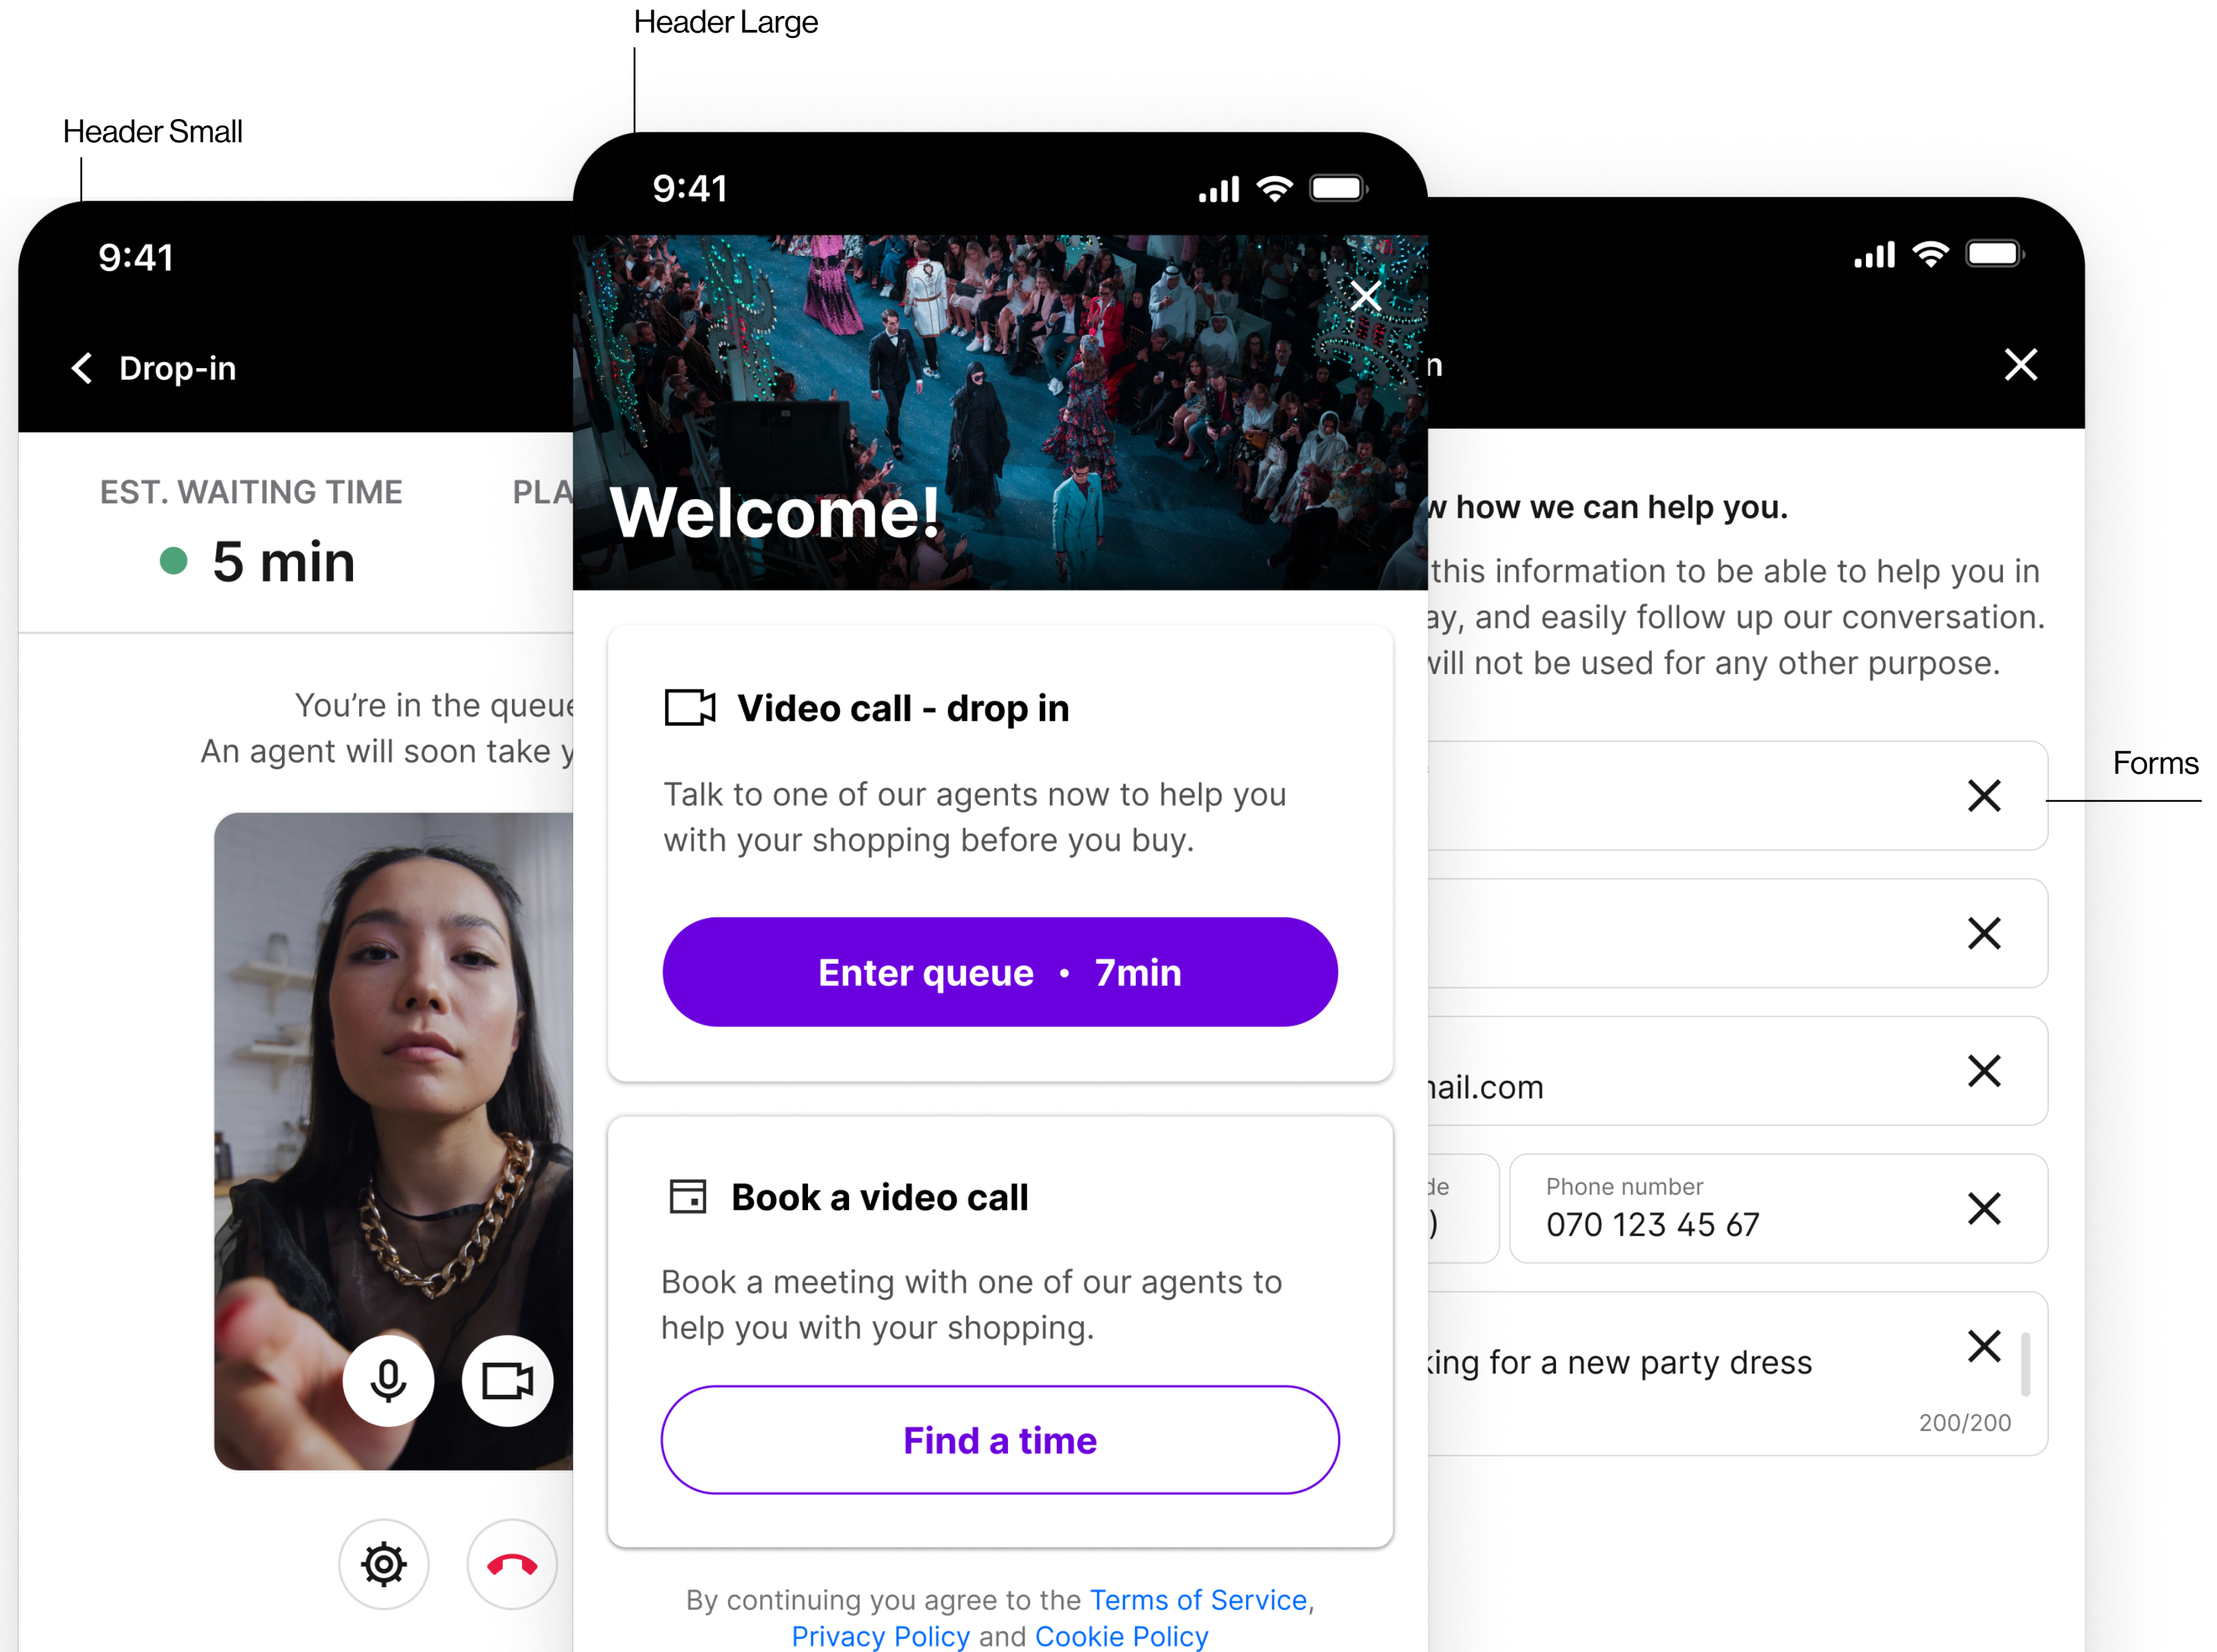 Header Large
Header Small
9:41
Drop-in
EST. WAITING TIME
5 min
You're in the queue
An agent will soon take
9:41
Welcome!
Video call - drop in
Talk to one of our agents now to help you
with your shopping before you buy.
Enter queue • 7min
Book a video call
Book a meeting with one of our agents to
help you with your shopping.
Find a time
By continuing you agree to the Terms of Service,
Privacy Policy and Cookie Policy
how we can help you.
this information to be able to help you in
and easily follow up our conversation.
will not be used for any other purpose.
Forms
Phone number
070 123 45 67
for a new party dress
200/200